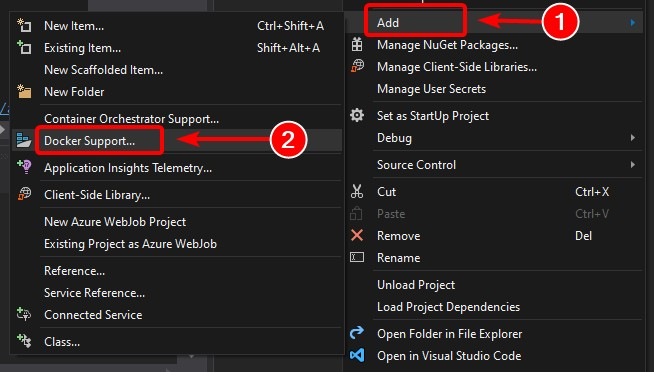 New Item... Ctrl+Shift+A
Existing Item... Shift+Alt+A
New Scaffolded Item...
New Folder
Container Orchestrator Support...
Docker Support...
2
Application Insights Telemetry...
Client-Side Library...
New Azure WebJob Project
Existing Project as Azure WebJob
Reference...
Service Reference...
Connected Service
Class...
Add
1
Manage NuGet Packages...
Manage Client-Side Libraries...
Manage User Secrets
Set as StartUp Project
Debug
Source Control
Cut Ctrl+X
Paste Ctrl+V
Remove Del
Rename
Unload Project
Load Project Dependencies
Open Folder in File Explorer
Open in Visual Studio Code